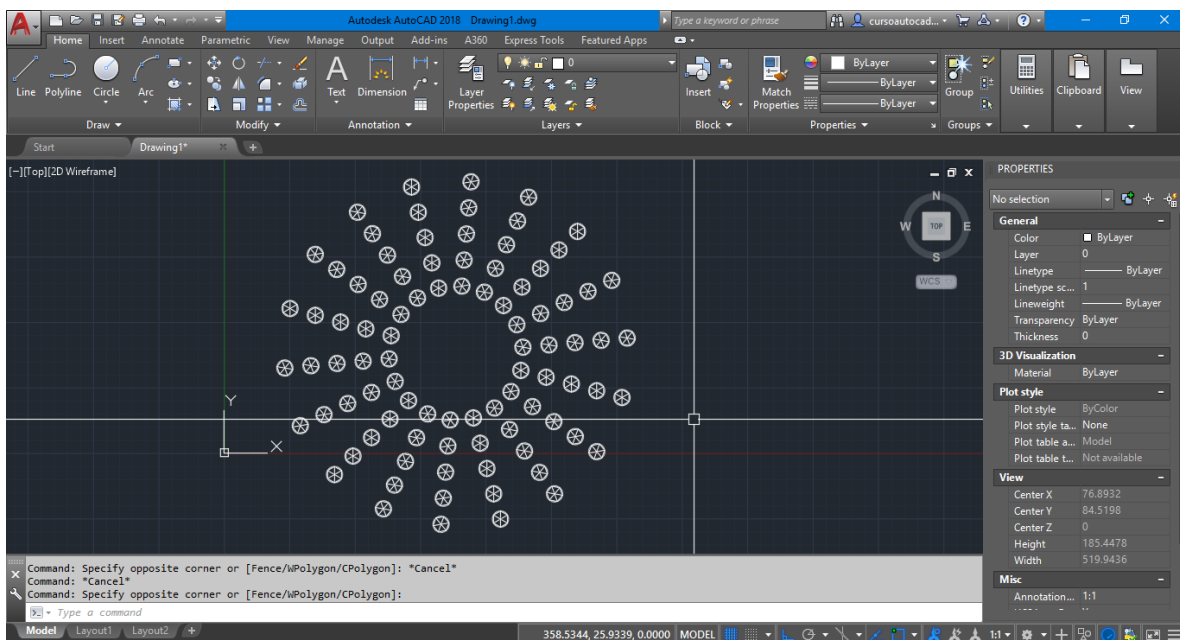 Autodesk AutoCAD 2018 Drawing1.dwg Type a keyword or phrase cursoautocad...
Home Insert Annotate Parametric View Manage Output Add-ins A360 Express Tools Featured Apps
0 ByLayer
Line Polyline Circle Arc Text Dimension Layer Properties Insert Match Properties ByLayer ByLayer Group Utilities Clipboard View
Draw Modify Annotation Layers Block Properties Groups
Start Drawing1* +
[−][Top][2D Wireframe]
N
W TOP E
S
WCS
Y
X
PROPERTIES
No selection
General
Color ByLayer
Layer 0
Linetype ByLayer
Linetype sc... 1
Lineweight ByLayer
Transparency ByLayer
Thickness 0
3D Visualization
Material ByLayer
Plot style
Plot style ByColor
Plot style ta... None
Plot table a... Model
Plot table t... Not available
View
Center X 76.8932
Center Y 84.5198
Center Z 0
Height 185.4478
Width 519.9436
Misc
Annotation... 1:1
Command: Specify opposite corner or [Fence/WPolygon/CPolygon]: *Cancel*
Command: *Cancel*
Command: Specify opposite corner or [Fence/WPolygon/CPolygon]:
Type a command
Model Layout1 Layout2 +
358.5344, 25.9339, 0.0000 MODEL 1:1